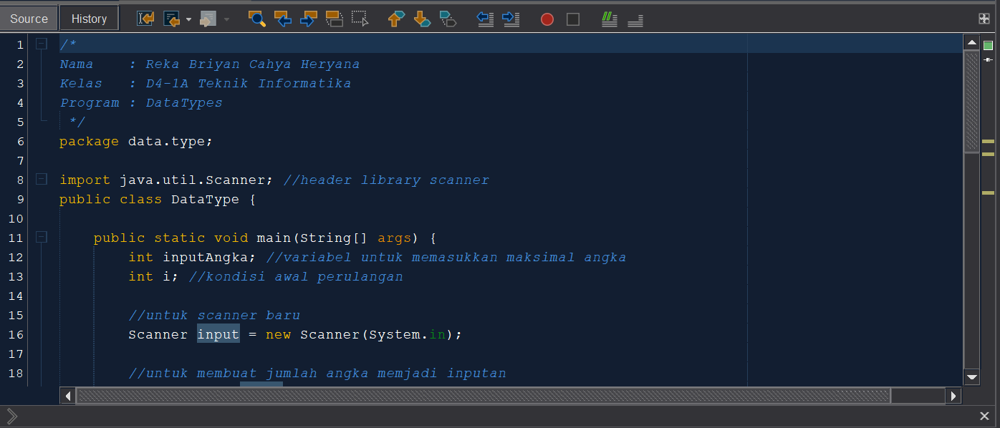 Source History
1 /*
2 Nama    : Reka Briyan Cahya Heryana
3 Kelas   : D4-1A Teknik Informatika
4 Program : DataTypes
5  */
6 package data.type;
7
8 import java.util.Scanner; //header library scanner
9 public class DataType {
10
11     public static void main(String[] args) {
12         int inputAngka; //variabel untuk memasukkan maksimal angka
13         int i; //kondisi awal perulangan
14
15         //untuk scanner baru
16         Scanner input = new Scanner(System.in);
17
18         //untuk membuat jumlah angka memjadi inputan